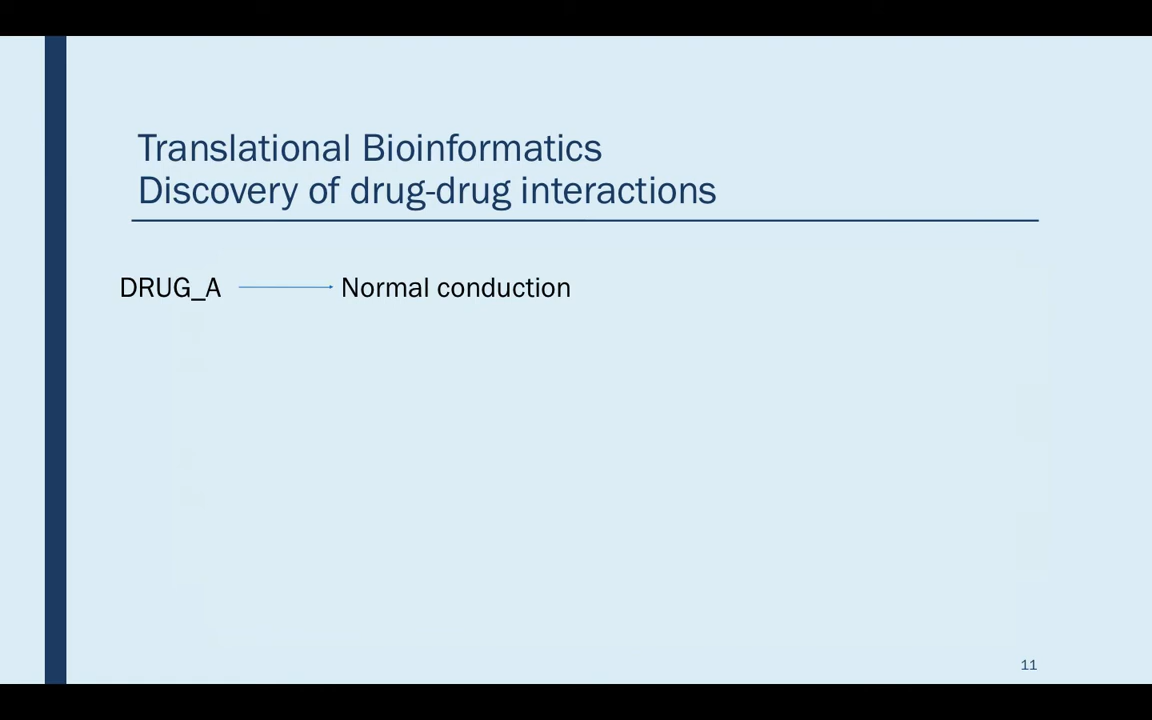 Translational Bioinformatics
Discovery of drug-drug interactions
DRUG_A Normal conduction
11